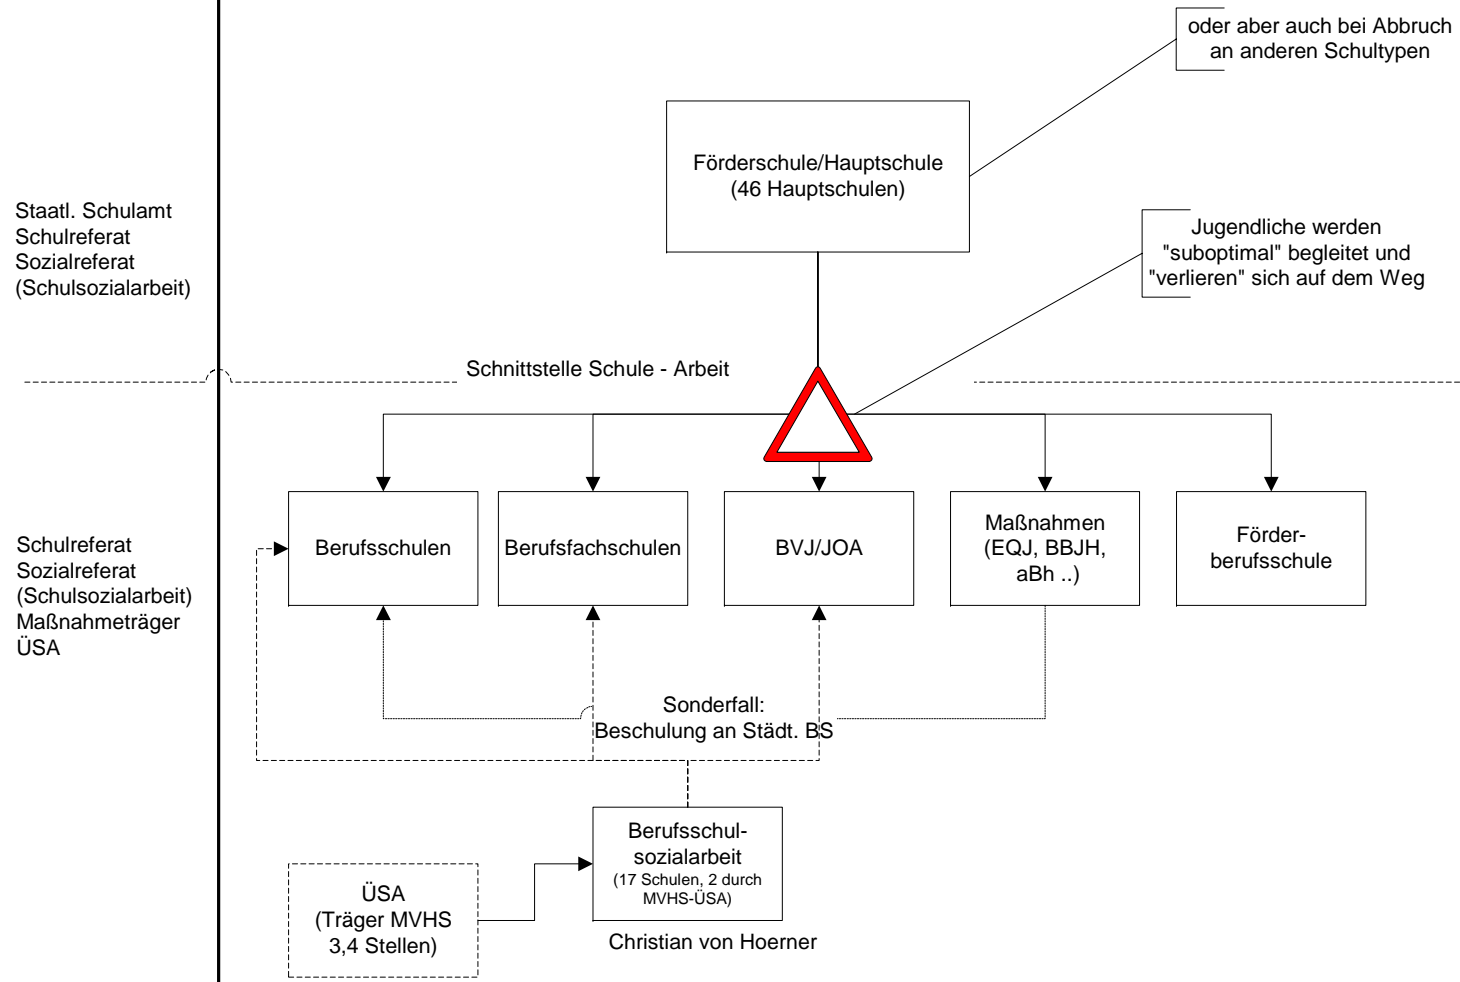 oder aber auch bei Abbruch
an anderen Schultypen
Förderschule/Hauptschule
(46 Hauptschulen)
Staatl. Schulamt
Schulreferat
Sozialreferat
(Schulsozialarbeit)
Jugendliche werden
"suboptimal" begleitet und
"verlieren" sich auf dem Weg
Schnittstelle Schule - Arbeit
Schulreferat
Sozialreferat
(Schulsozialarbeit)
Maßnahmeträger
ÜSA
Berufsschulen
Berufsfachschulen
BVJ/JOA
Maßnahmen
(EQJ, BBJH,
aBh ..)
Förder-
berufsschule
Sonderfall:
Beschulung an Städt. BS
Berufsschul-
sozialarbeit
(17 Schulen, 2 durch
MVHS-ÜSA)
ÜSA
(Träger MVHS
3,4 Stellen)
Christian von Hoerner